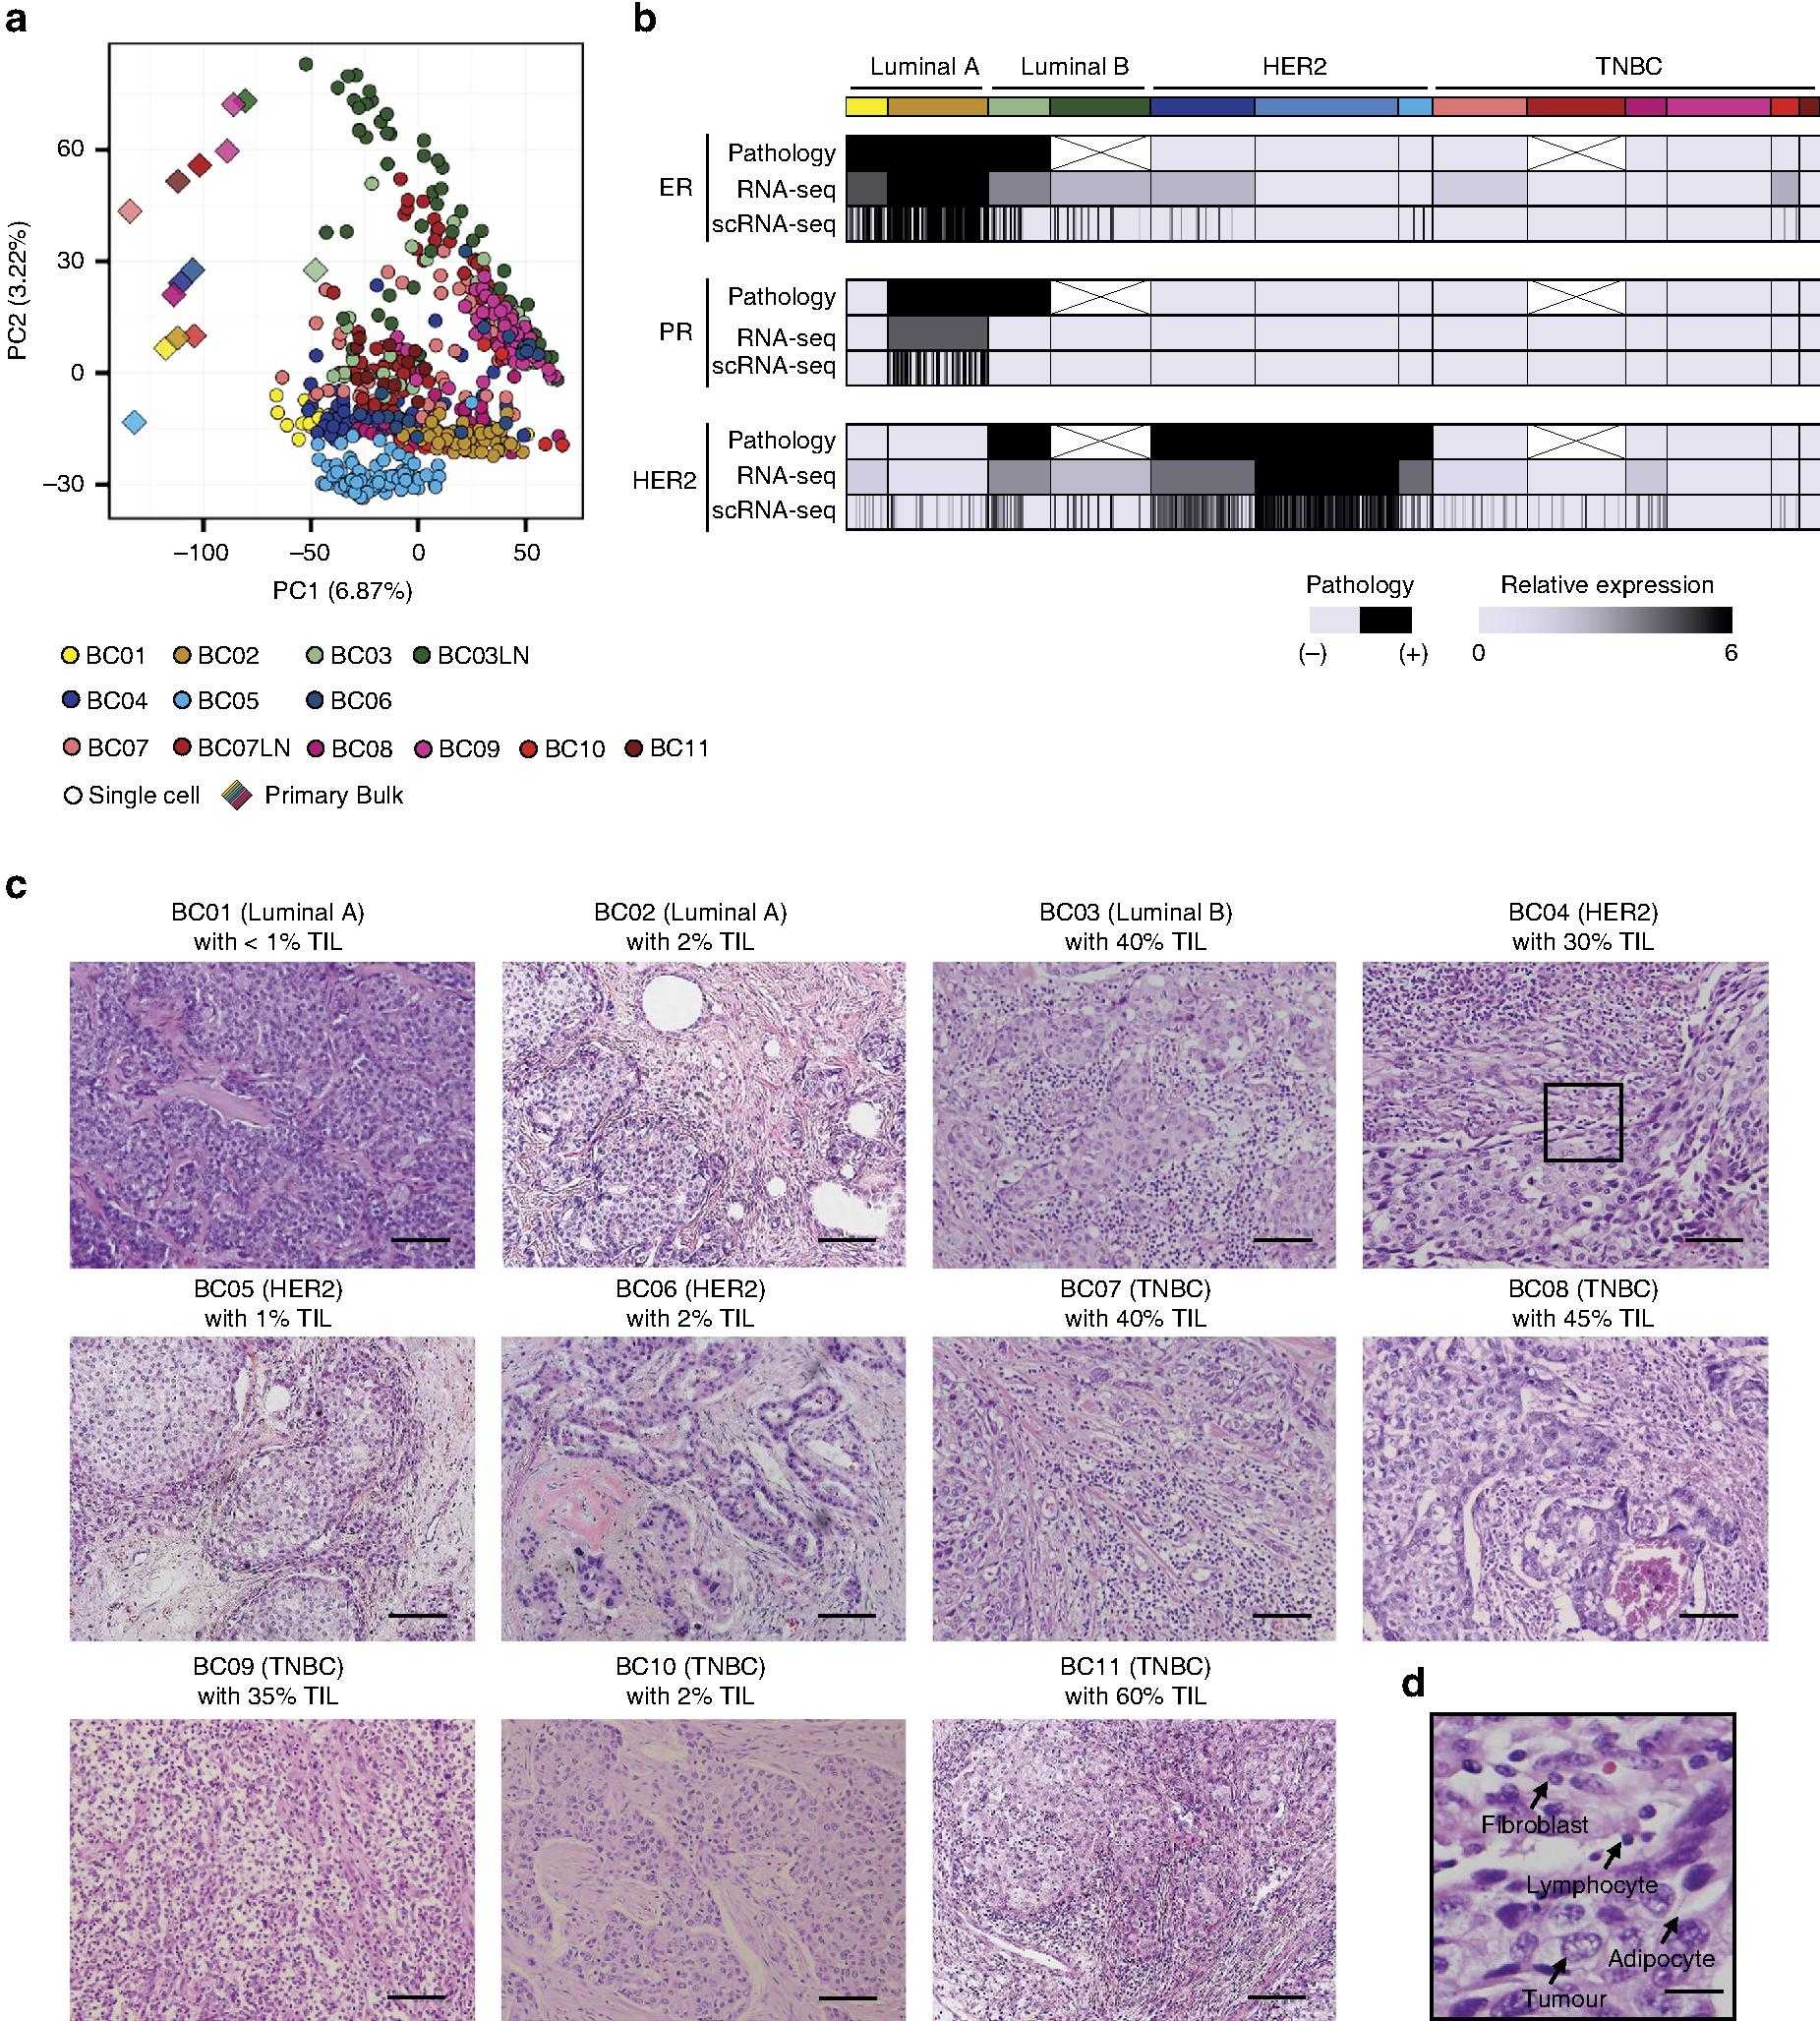 a
PC2 (3.22%)
60
30
0
−30
−100
−50
0
50
PC1 (6.87%)
BC01
BC02
BC03
BC03LN
BC04
BC05
BC06
BC07
BC07LN
BC08
BC09
BC10
BC11
Single cell
Primary Bulk
b
Luminal A
Luminal B
HER2
TNBC
ER
Pathology
RNA-seq
scRNA-seq
PR
Pathology
RNA-seq
scRNA-seq
HER2
Pathology
RNA-seq
scRNA-seq
Pathology
(−)
(+)
Relative expression
0
6
c
BC01 (Luminal A)
with < 1% TIL
BC02 (Luminal A)
with 2% TIL
BC03 (Luminal B)
with 40% TIL
BC04 (HER2)
with 30% TIL
BC05 (HER2)
with 1% TIL
BC06 (HER2)
with 2% TIL
BC07 (TNBC)
with 40% TIL
BC08 (TNBC)
with 45% TIL
BC09 (TNBC)
with 35% TIL
BC10 (TNBC)
with 2% TIL
BC11 (TNBC)
with 60% TIL
d
Fibroblast
Lymphocyte
Adipocyte
Tumour